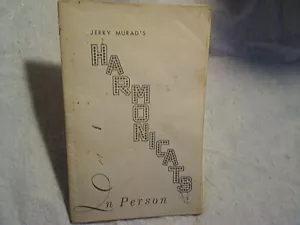 JERRY MURAD'S
HARMONICATS
In Person